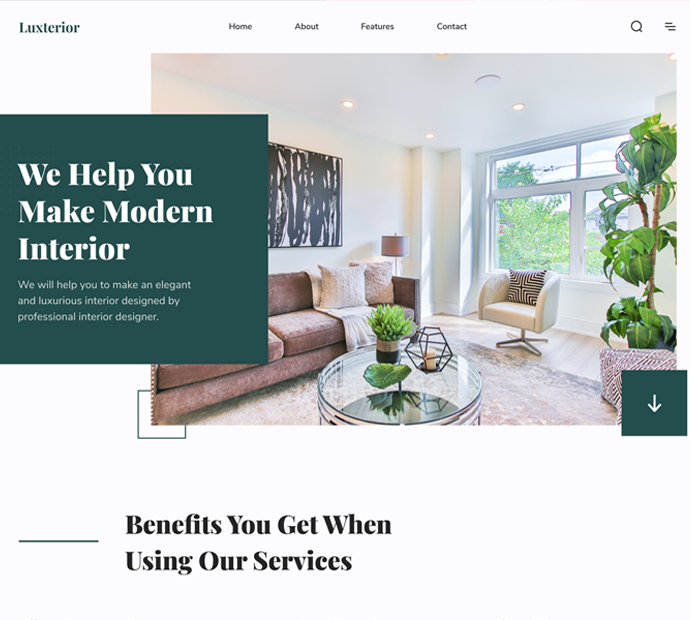 Luxterior
Home
About
Features
Contact
We Help You
Make Modern
Interior
We will help you to make an elegant
and luxurious interior designed by
professional interior designer.
Benefits You Get When
Using Our Services